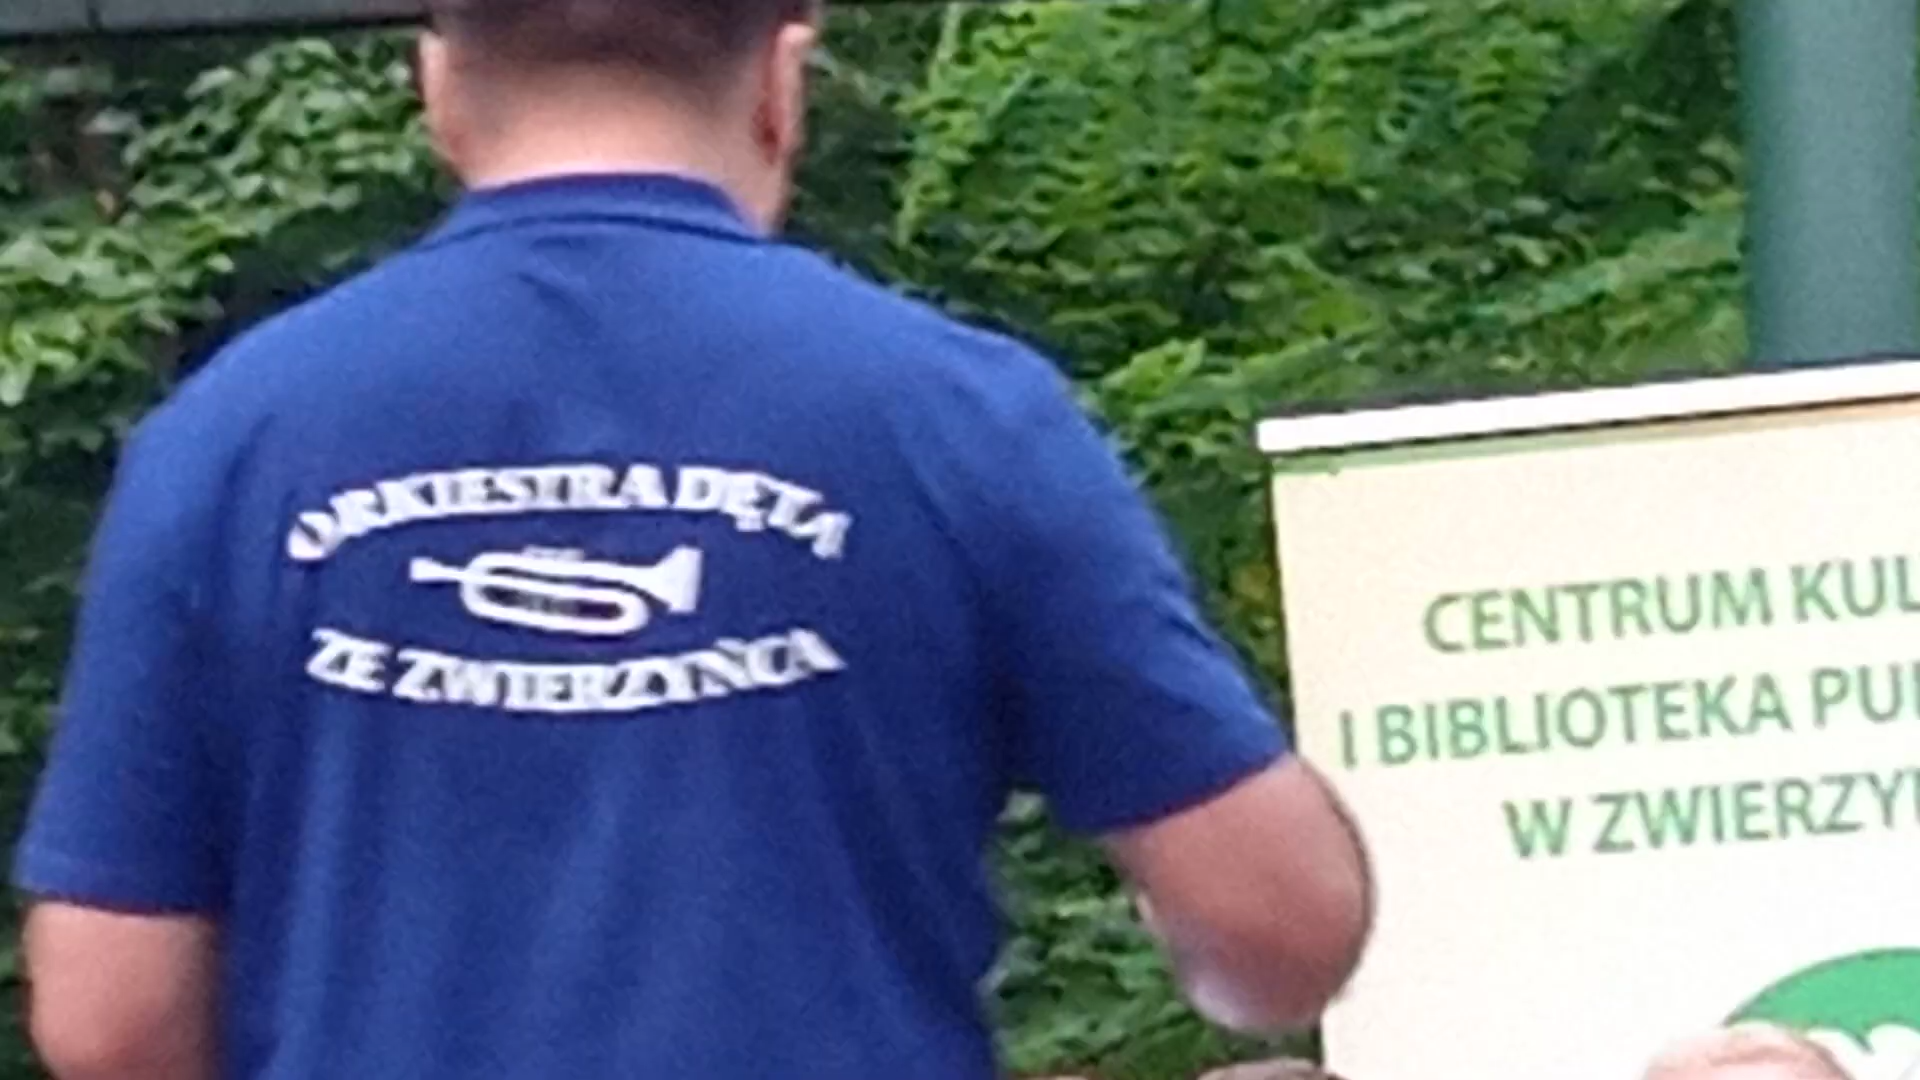 ORKIESTRA DĘTA
ZE ZWIERZYŃCA
CENTRUM KUL
I BIBLIOTEKA PU
W ZWIERZY